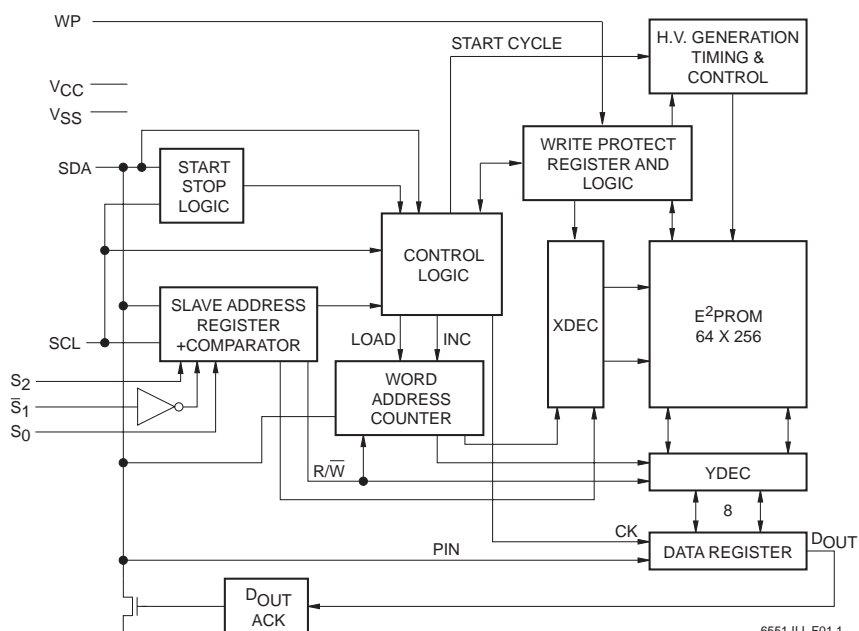 WP
START CYCLE
H.V. GENERATION
TIMING &
CONTROL
VCC
VSS
SDA
START
STOP
LOGIC
WRITE PROTECT
REGISTER AND
LOGIC
CONTROL
LOGIC
SCL
SLAVE ADDRESS
REGISTER
+COMPARATOR
LOAD
INC
XDEC
E²PROM
64 X 256
S2
S̅1
S0
WORD
ADDRESS
COUNTER
R/W̅
YDEC
8
CK
PIN
DATA REGISTER
DOUT
DOUT
ACK